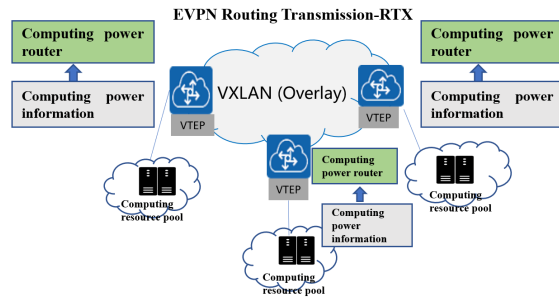 EVPN Routing Transmission-RTX
Computing power
router
Computing power
information
Computing power
router
Computing power
information
VXLAN (Overlay)
VTEP
VTEP
VTEP
Computing
power router
Computing
power
information
Computing
resource pool
Computing
resource pool
Computing
resource pool